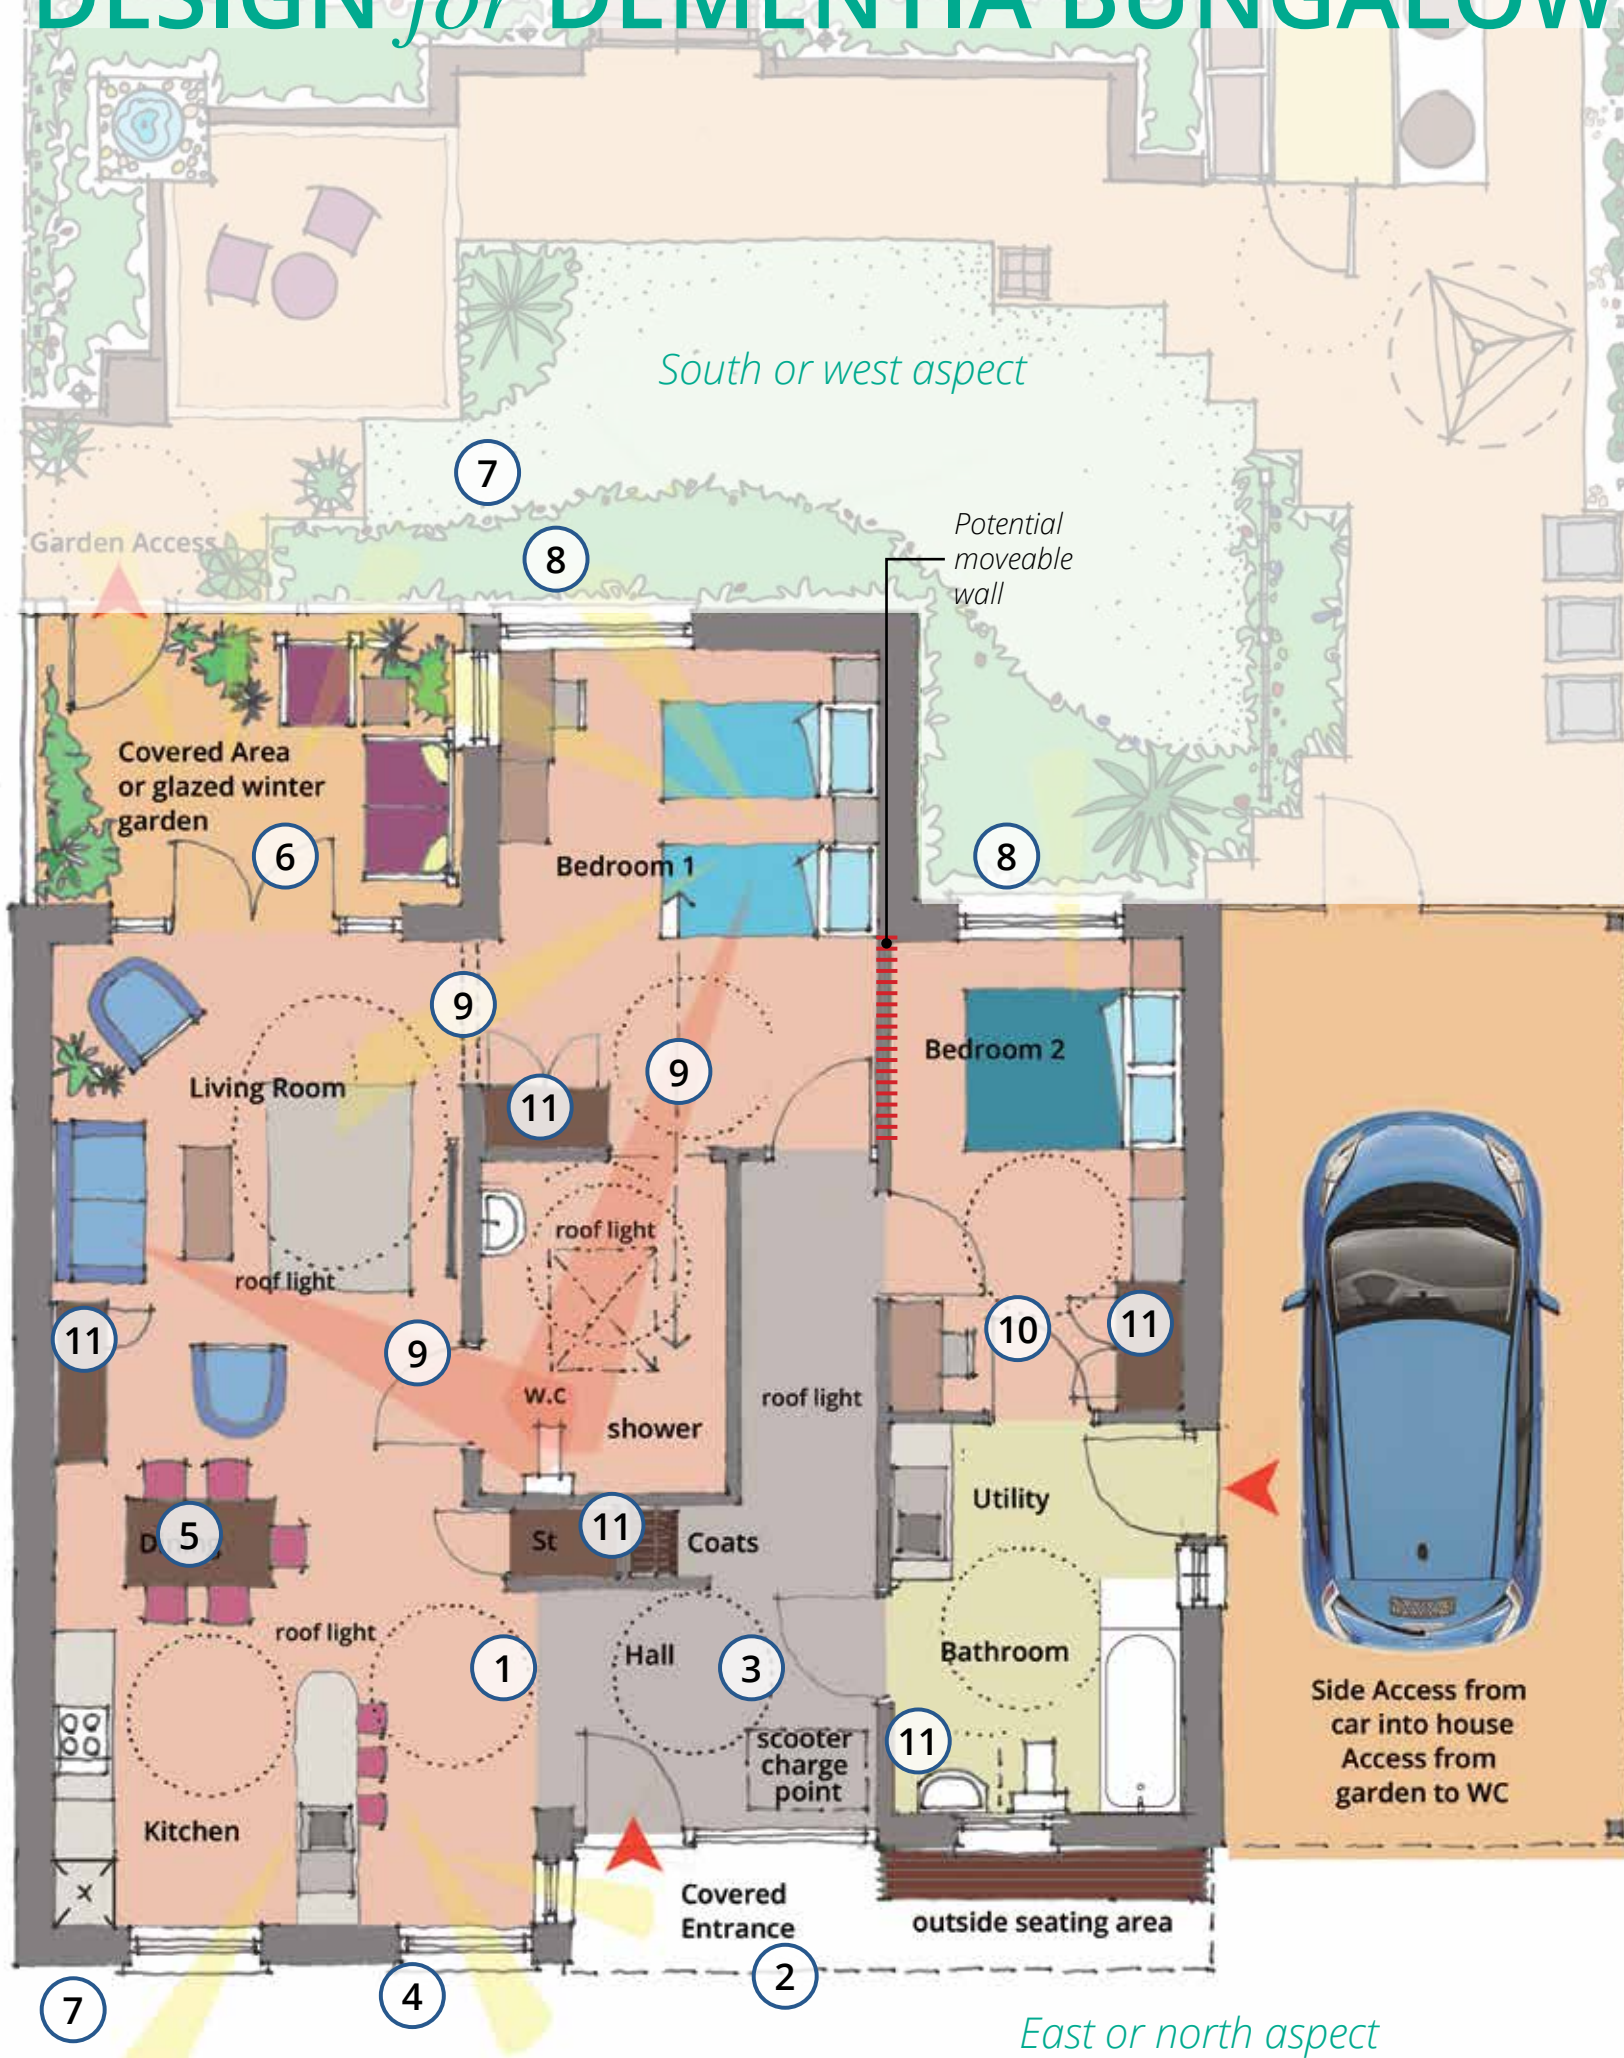 DESIGN for DEMENTIA BUNGALOW
South or west aspect
7
Garden Access
8
Potential
moveable
wall
Covered Area
or glazed winter
garden
6
Bedroom 1
8
9
Bedroom 2
Living Room
9
11
roof light
roof light
11
9
10
11
W.C
roof light
shower
Utility
5
St
11
Coats
roof light
Hall
1
3
Bathroom
Side Access from
car into house
Access from
garden to WC
scooter
charge
point
11
Kitchen
x
Covered
Entrance
outside seating area
2
7
4
East or north aspect